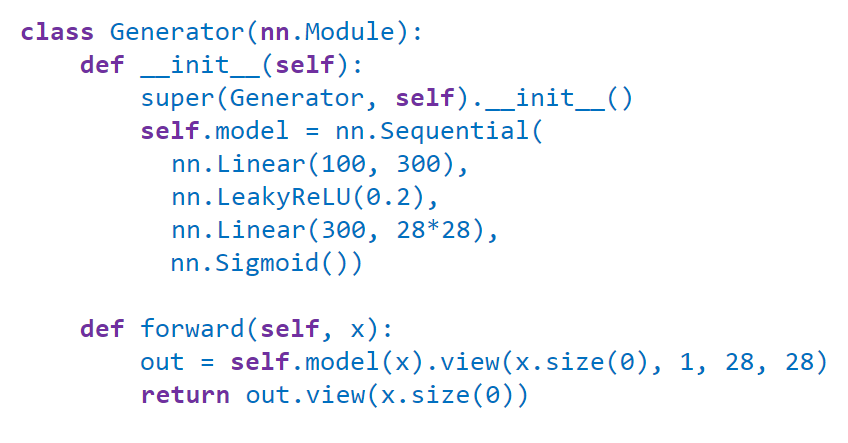 class Generator(nn.Module):
    def __init__(self):
        super(Generator, self).__init__()
        self.model = nn.Sequential(
          nn.Linear(100, 300),
          nn.LeakyReLU(0.2),
          nn.Linear(300, 28*28),
          nn.Sigmoid())

    def forward(self, x):
        out = self.model(x).view(x.size(0), 1, 28, 28)
        return out.view(x.size(0))